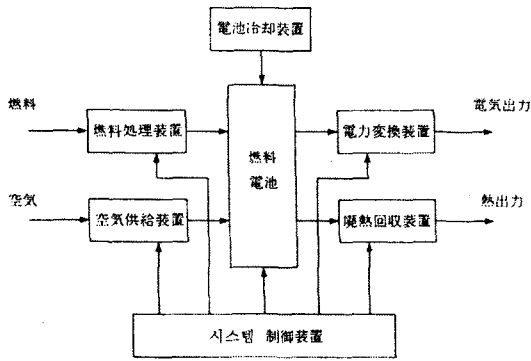 電池冷却装置
燃料
電気出力
燃料処理装置
燃料
電池
電力変換装置
空気
熱出力
空気供給装置
廃熱回収装置
시스템 制御装置